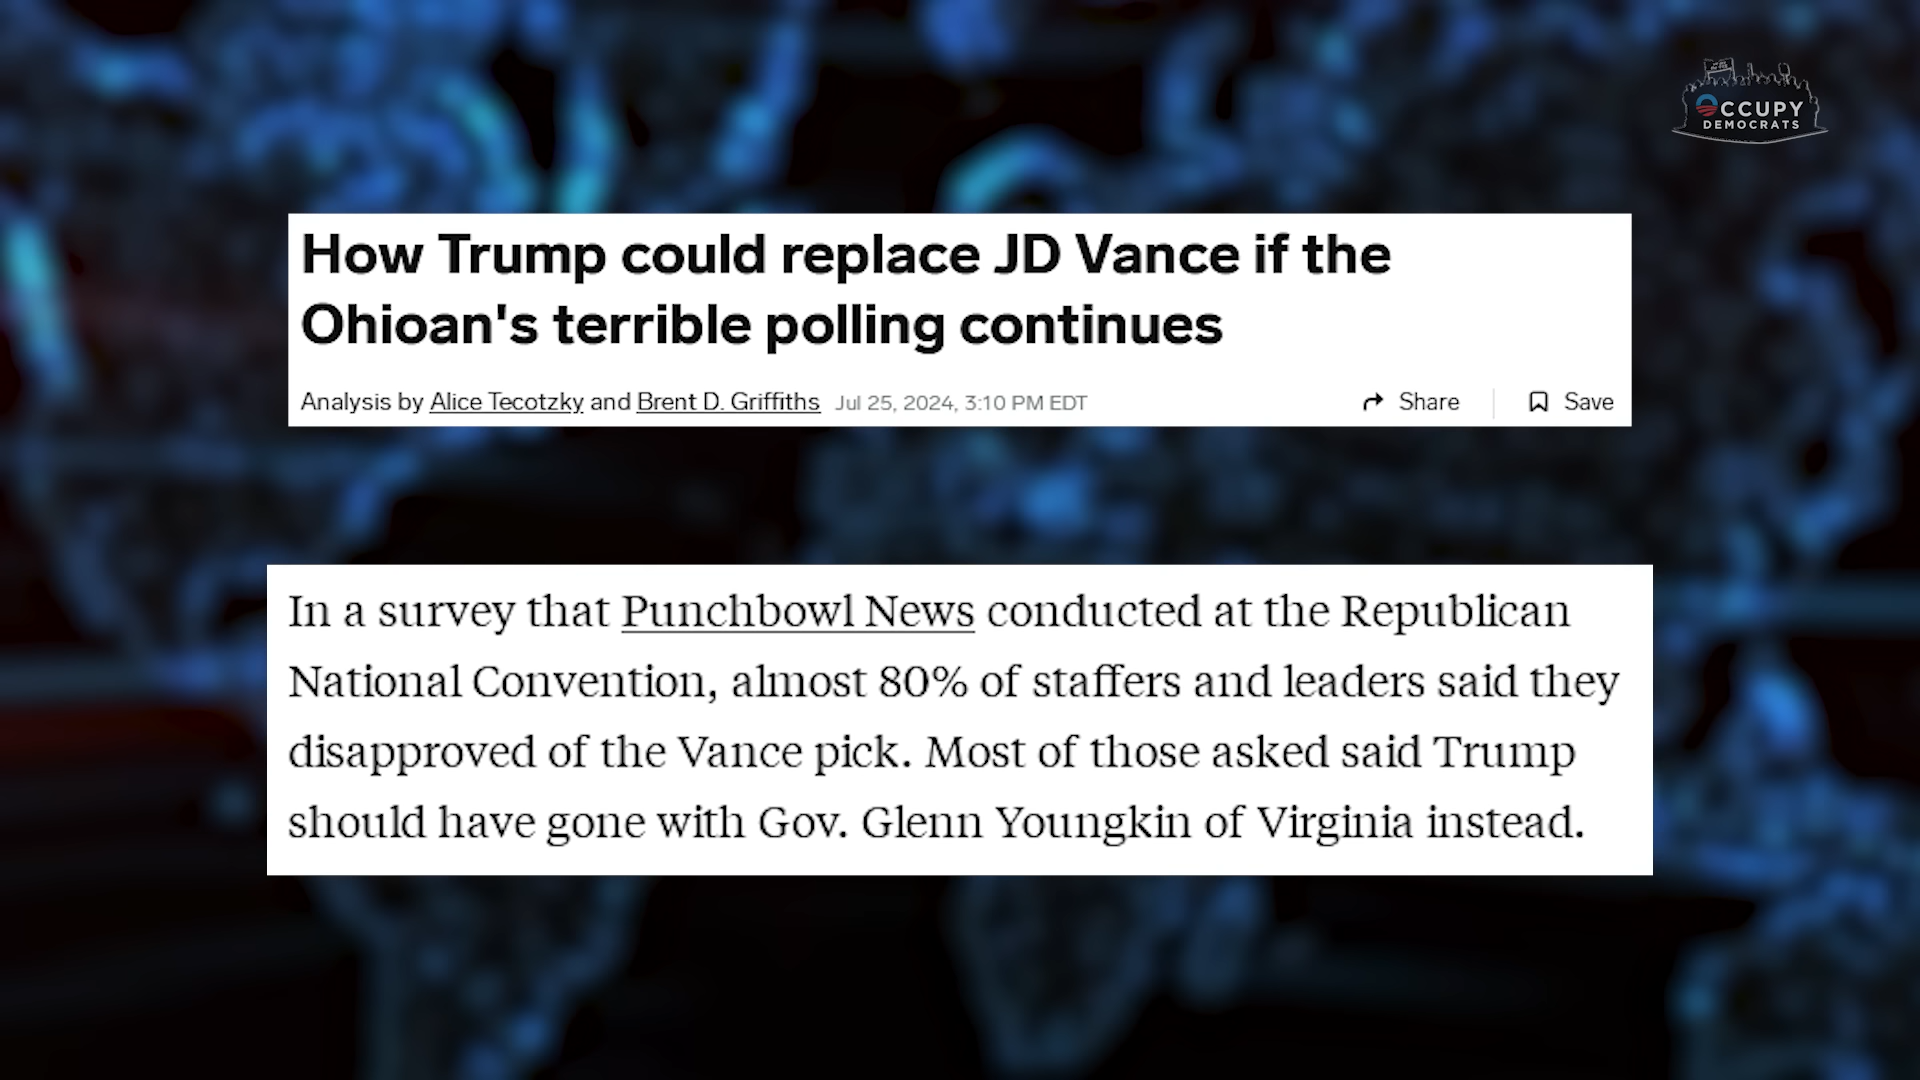 OCCUPY
DEMOCRATS
How Trump could replace JD Vance if the
Ohioan's terrible polling continues
Analysis by Alice Tecotzky and Brent D. Griffiths Jul 25, 2024, 3:10 PM EDT Share Save
In a survey that Punchbowl News conducted at the Republican
National Convention, almost 80% of staffers and leaders said they
disapproved of the Vance pick. Most of those asked said Trump
should have gone with Gov. Glenn Youngkin of Virginia instead.